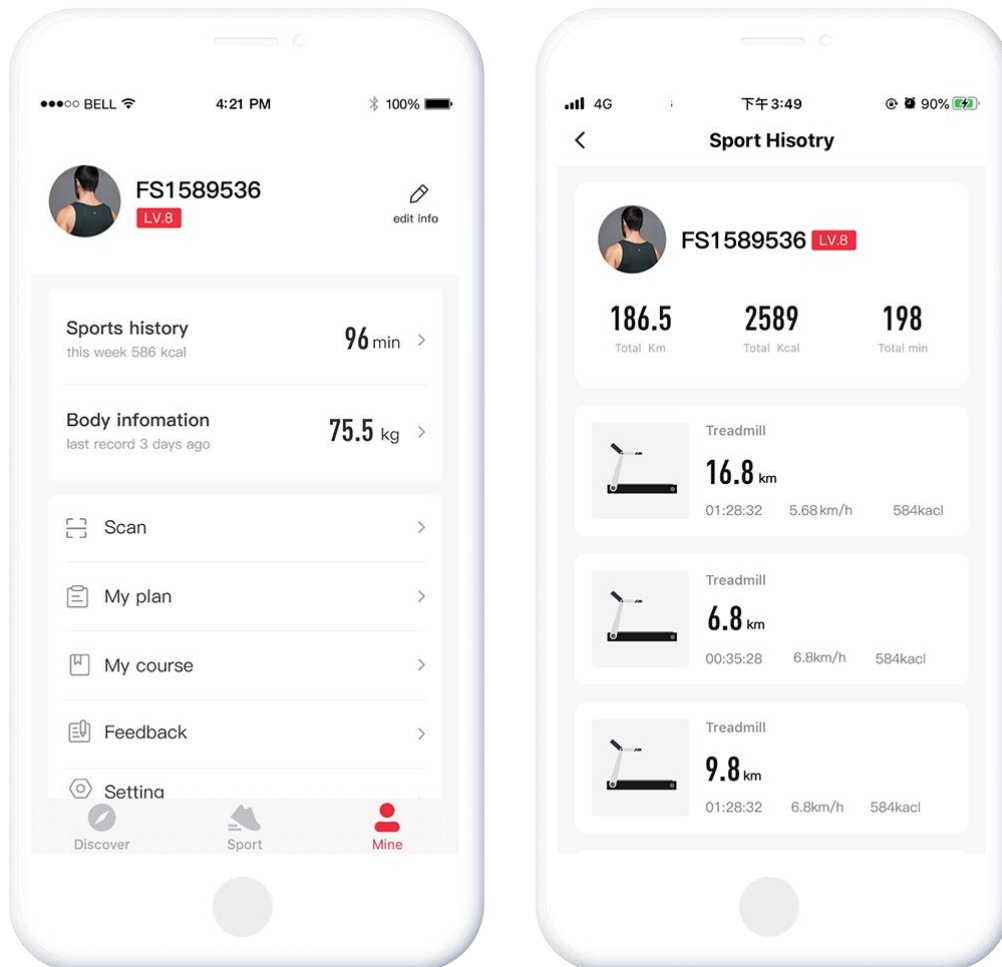 BELL 4:21 PM 100%
FS1589536
LV.8
edit info
Sports history
this week 586 kcal
96 min
Body infomation
last record 3 days ago
75.5 kg
Scan
My plan
My course
Feedback
Setting
Discover Sport Mine
4G 下午3:49 90%
Sport Hisotry
FS1589536 LV.8
186.5 2589 198
Total Km Total Kcal Total min
Treadmill
16.8 km
01:28:32 5.68km/h 584kacl
Treadmill
6.8 km
00:35:28 6.8km/h 584kacl
Treadmill
9.8 km
01:28:32 6.8km/h 584kacl